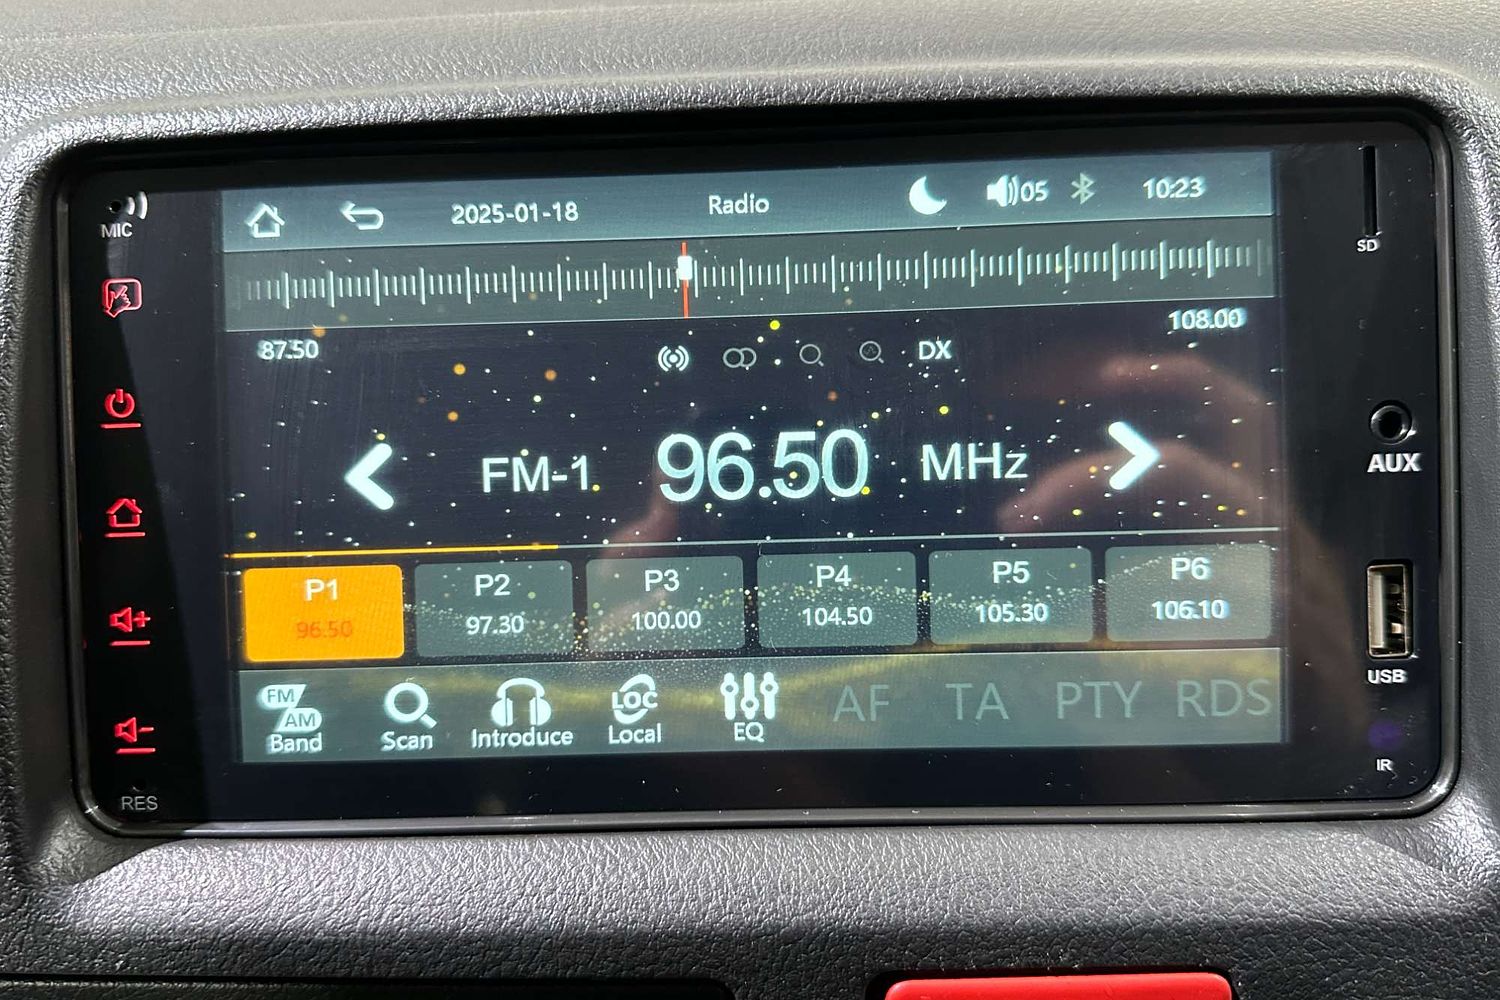 MIC
2025-01-18 Radio 05 10:23
SD
87.50 108.00
DX
FM-1 96.50 MHz
AUX
P1 P2 P3 P4 P5 P6
96.50 97.30 100.00 104.50 105.30 106.10
USB
FM AM LOC AF TA PTY RDS
Band Scan Introduce Local EQ
IR
RES